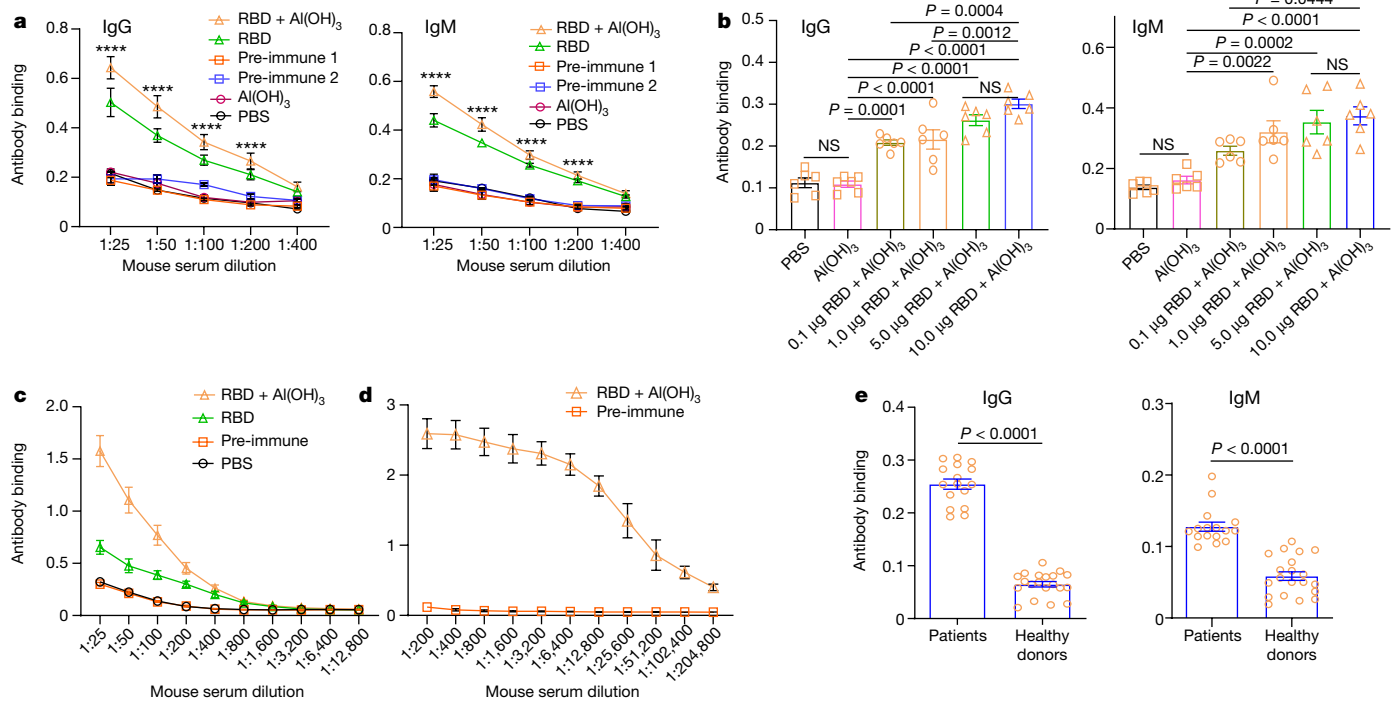 a
IgG
RBD + Al(OH)₃
RBD
Pre-immune 1
Pre-immune 2
Al(OH)₃
PBS
****
****
****
****
Antibody binding
0.8
0.6
0.4
0.2
0
1:25 1:50 1:100 1:200 1:400
Mouse serum dilution
IgM
RBD + Al(OH)₃
RBD
Pre-immune 1
Pre-immune 2
Al(OH)₃
PBS
****
****
****
****
0.8
0.6
0.4
0.2
0
1:25 1:50 1:100 1:200 1:400
Mouse serum dilution
b
IgG
P = 0.0004
P = 0.0012
P < 0.0001
P < 0.0001
P < 0.0001
NS
P = 0.0001
NS
Antibody binding
0.5
0.4
0.3
0.2
0.1
0
PBS
Al(OH)₃
0.1 µg RBD + Al(OH)₃
1.0 µg RBD + Al(OH)₃
5.0 µg RBD + Al(OH)₃
10.0 µg RBD + Al(OH)₃
IgM
P < 0.0001
P = 0.0002
P = 0.0022
NS
NS
0.6
0.4
0.2
0
PBS
Al(OH)₃
0.1 µg RBD + Al(OH)₃
1.0 µg RBD + Al(OH)₃
5.0 µg RBD + Al(OH)₃
10.0 µg RBD + Al(OH)₃
c
RBD + Al(OH)₃
RBD
Pre-immune
PBS
Antibody binding
2.0
1.5
1.0
0.5
0
1:25
1:50
1:100
1:200
1:400
1:800
1:1,600
1:3,200
1:6,400
1:12,800
Mouse serum dilution
d
RBD + Al(OH)₃
Pre-immune
3
2
1
0
1:200
1:400
1:800
1:1,600
1:3,200
1:6,400
1:12,800
1:25,600
1:51,200
1:102,400
1:204,800
Mouse serum dilution
e
IgG
P < 0.0001
Antibody binding
0.4
0.3
0.2
0.1
0
Patients
Healthy
donors
IgM
P < 0.0001
0.3
0.2
0.1
0
Patients
Healthy
donors